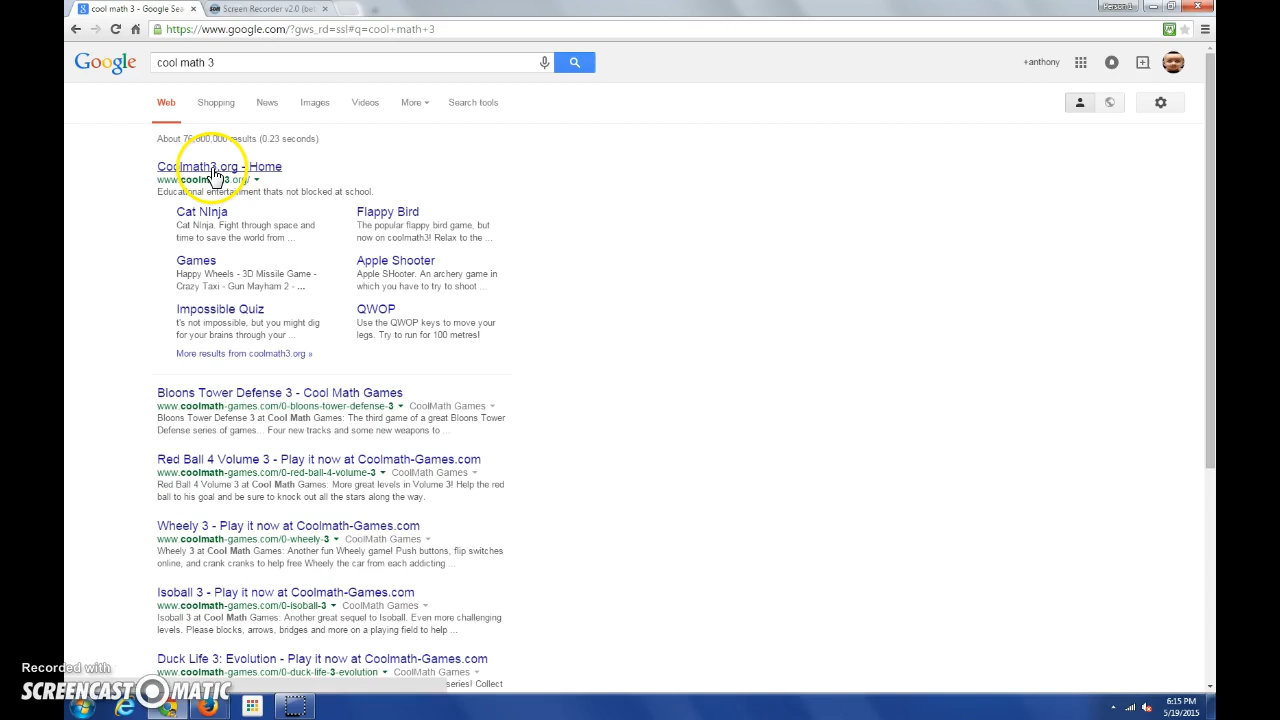 cool math 3 - Google Sea
Screen Recorder v2.0 (bet
Person 1
https://www.google.com/?gws_rd=ssl#q=cool+math+3
Google
cool math 3
+anthony
Web Shopping News Images Videos More Search tools
About 76,800,000 results (0.23 seconds)
Coolmath3.org - Home
www.coolmath3.org/
Educational entertainment thats not blocked at school.
Cat NInja
Cat NInja. Fight through space and
time to save the world from ...
Flappy Bird
The popular flappy bird game, but
now on coolmath3! Relax to the ...
Games
Happy Wheels - 3D Missile Game -
Crazy Taxi - Gun Mayham 2 - ...
Apple Shooter
Apple SHooter. An archery game in
which you have to try to shoot ...
Impossible Quiz
t's not impossible, but you might dig
for your brains through your ...
QWOP
Use the QWOP keys to move your
legs. Try to run for 100 metres!
More results from coolmath3.org »
Bloons Tower Defense 3 - Cool Math Games
www.coolmath-games.com/0-bloons-tower-defense-3 CoolMath Games
Bloons Tower Defense 3 at Cool Math Games: The third game of a great Bloons Tower
Defense series of games... Four new tracks and some new weapons to ...
Red Ball 4 Volume 3 - Play it now at Coolmath-Games.com
www.coolmath-games.com/0-red-ball-4-volume-3 CoolMath Games
Red Ball 4 Volume 3 at Cool Math Games: More great levels in Volume 3! Help the red
ball to his goal and be sure to knock out all the stars along the way.
Wheely 3 - Play it now at Coolmath-Games.com
www.coolmath-games.com/0-wheely-3 CoolMath Games
Wheely 3 at Cool Math Games: Another fun Wheely game! Push buttons, flip switches
online, and crank cranks to help free Wheely the car from each addicting ...
Isoball 3 - Play it now at Coolmath-Games.com
www.coolmath-games.com/0-isoball-3 CoolMath Games
Isoball 3 at Cool Math Games: Another great sequel to Isoball. Even more challenging
levels. Please blocks, arrows, bridges and more on a playing field to help ...
Duck Life 3: Evolution - Play it now at Coolmath-Games.com
www.coolmath-games.com/0-duck-life-3-evolution CoolMath Games
series! Collect
Recorded with
SCREENCAST MATIC
6:15 PM
5/19/2015